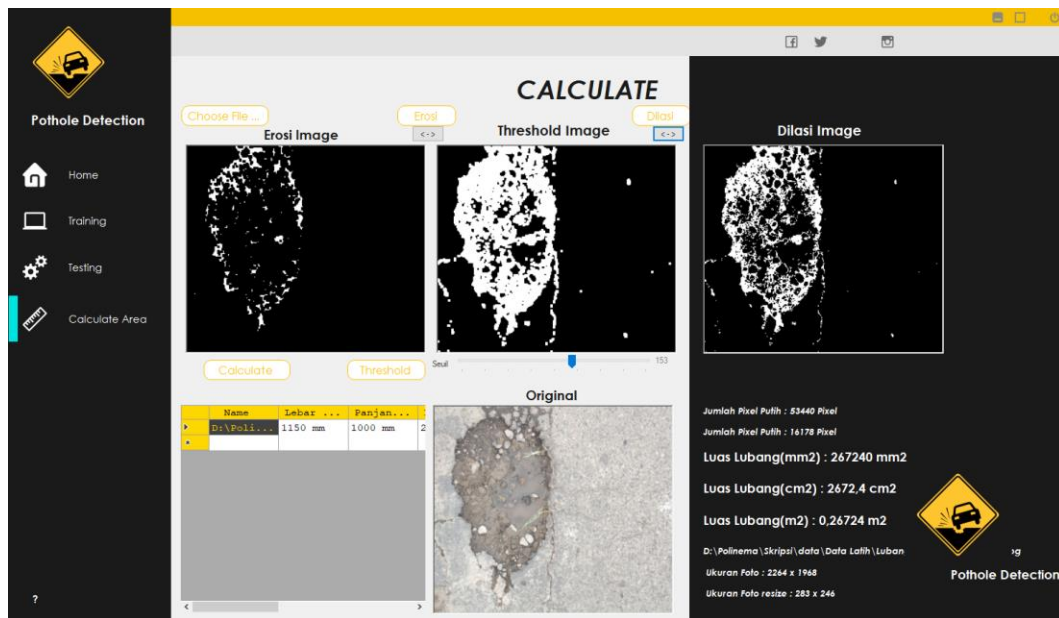 Pothole Detection
Home
Training
Testing
Calculate Area
?
CALCULATE
Choose File ...
Erosi
Dilasi
Erosi Image
<->
Threshold Image
<->
Dilasi Image
Calculate
Threshold
Seuil
153
Name Lebar ... Panjan...
D:\Poli... 1150 mm 1000 mm 2
Original
Jumlah Pixel Putih : 53440 Pixel
Jumlah Pixel Putih : 16178 Pixel
Luas Lubang(mm2) : 267240 mm2
Luas Lubang(cm2) : 2672,4 cm2
Luas Lubang(m2) : 0,26724 m2
D:\Polinema\Skripsi\data\Data Latih\Luban
Ukuran Foto : 2264 x 1968
Ukuran Foto resize : 283 x 246
Pothole Detection